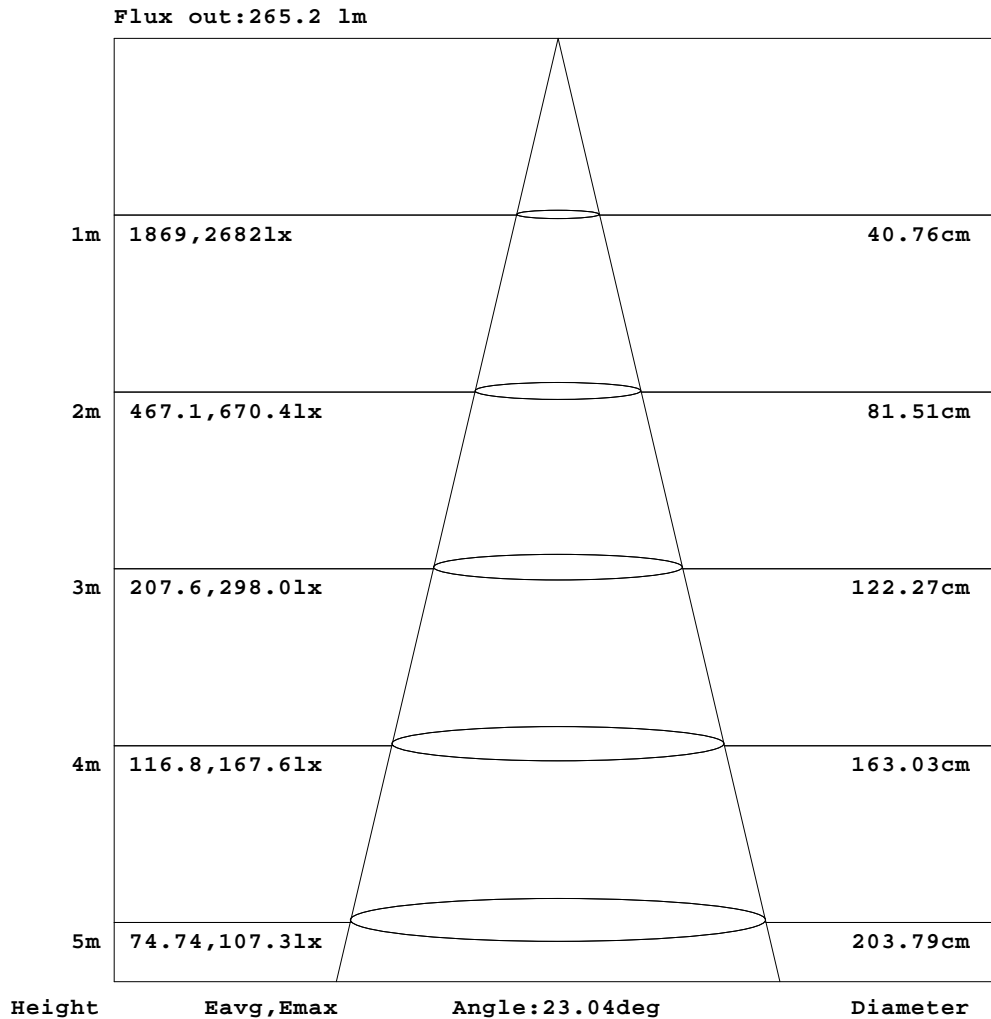 Flux out:265.2 lm
1m 1869,2682lx 40.76cm
2m 467.1,670.4lx 81.51cm
3m 207.6,298.0lx 122.27cm
4m 116.8,167.6lx 163.03cm
5m 74.74,107.3lx 203.79cm
Height Eavg,Emax Angle:23.04deg Diameter